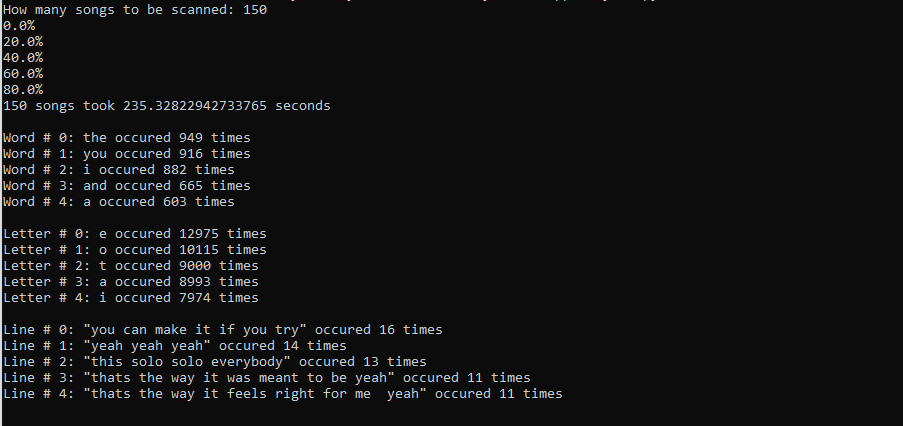 How many songs to be scanned: 150
0.0%
20.0%
40.0%
60.0%
80.0%
150 songs took 235.32822942733765 seconds
Word # 0: the occured 949 times
Word # 1: you occured 916 times
Word # 2: i occured 882 times
Word # 3: and occured 665 times
Word # 4: a occured 603 times
Letter # 0: e occured 12975 times
Letter # 1: o occured 10115 times
Letter # 2: t occured 9000 times
Letter # 3: a occured 8993 times
Letter # 4: i occured 7974 times
Line # 0: "you can make it if you try" occured 16 times
Line # 1: "yeah yeah yeah" occured 14 times
Line # 2: "this solo solo everybody" occured 13 times
Line # 3: "thats the way it was meant to be yeah" occured 11 times
Line # 4: "thats the way it feels right for me  yeah" occured 11 times